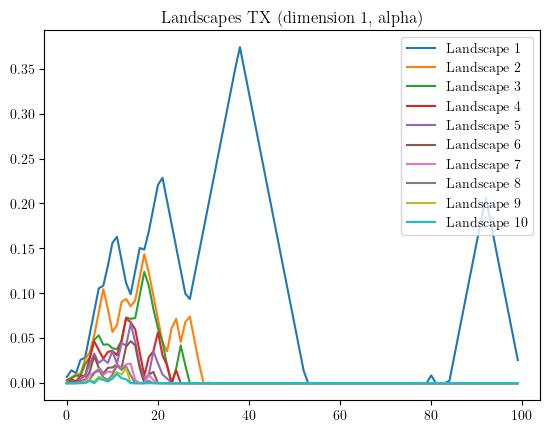 Landscapes TX (dimension 1, alpha)
Landscape 1
Landscape 2
Landscape 3
Landscape 4
Landscape 5
Landscape 6
Landscape 7
Landscape 8
Landscape 9
Landscape 10
0.35
0.30
0.25
0.20
0.15
0.10
0.05
0.00
0 20 40 60 80 100